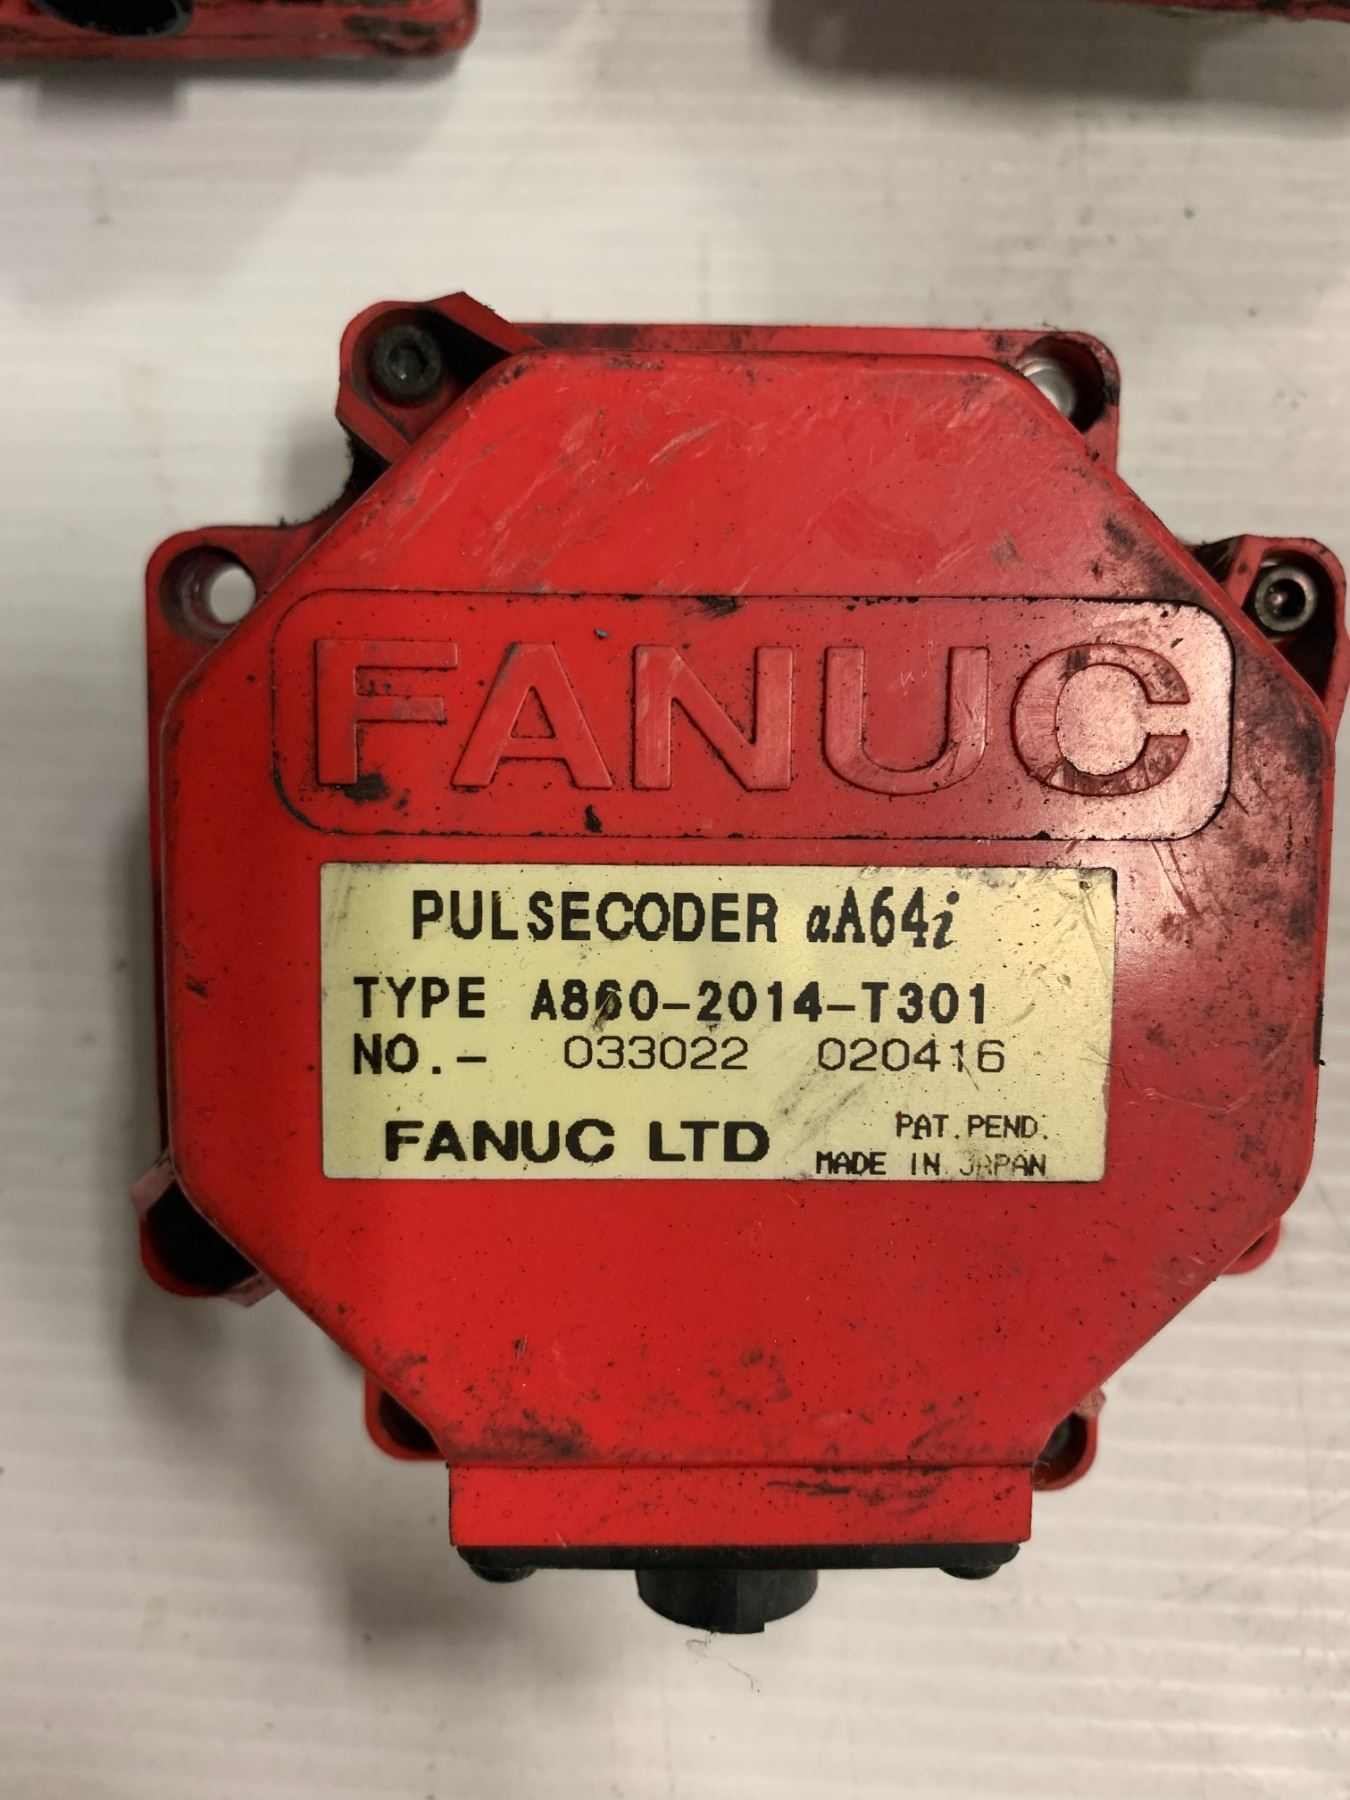 FANUC
PULSECODER αA64i
TYPE A860-2014-T301
NO.- 033022 020416
FANUC LTD
PAT.PEND.
MADE IN JAPAN